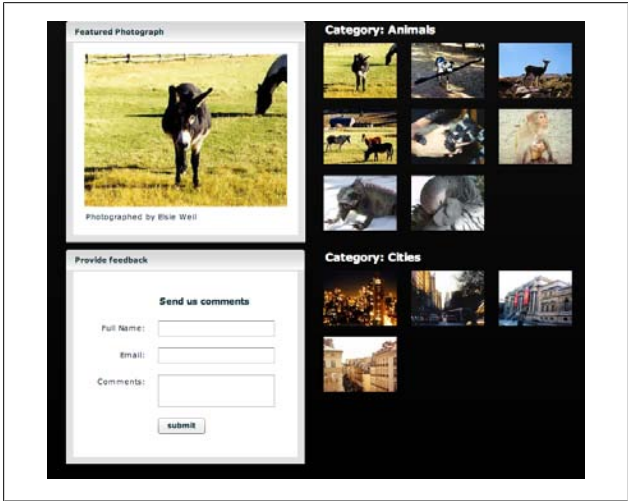 Featured Photograph
Photographed by Elsie Weil
Provide feedback
Send us comments
Full Name:
Email:
Comments:
submit
Category: Animals
Category: Cities